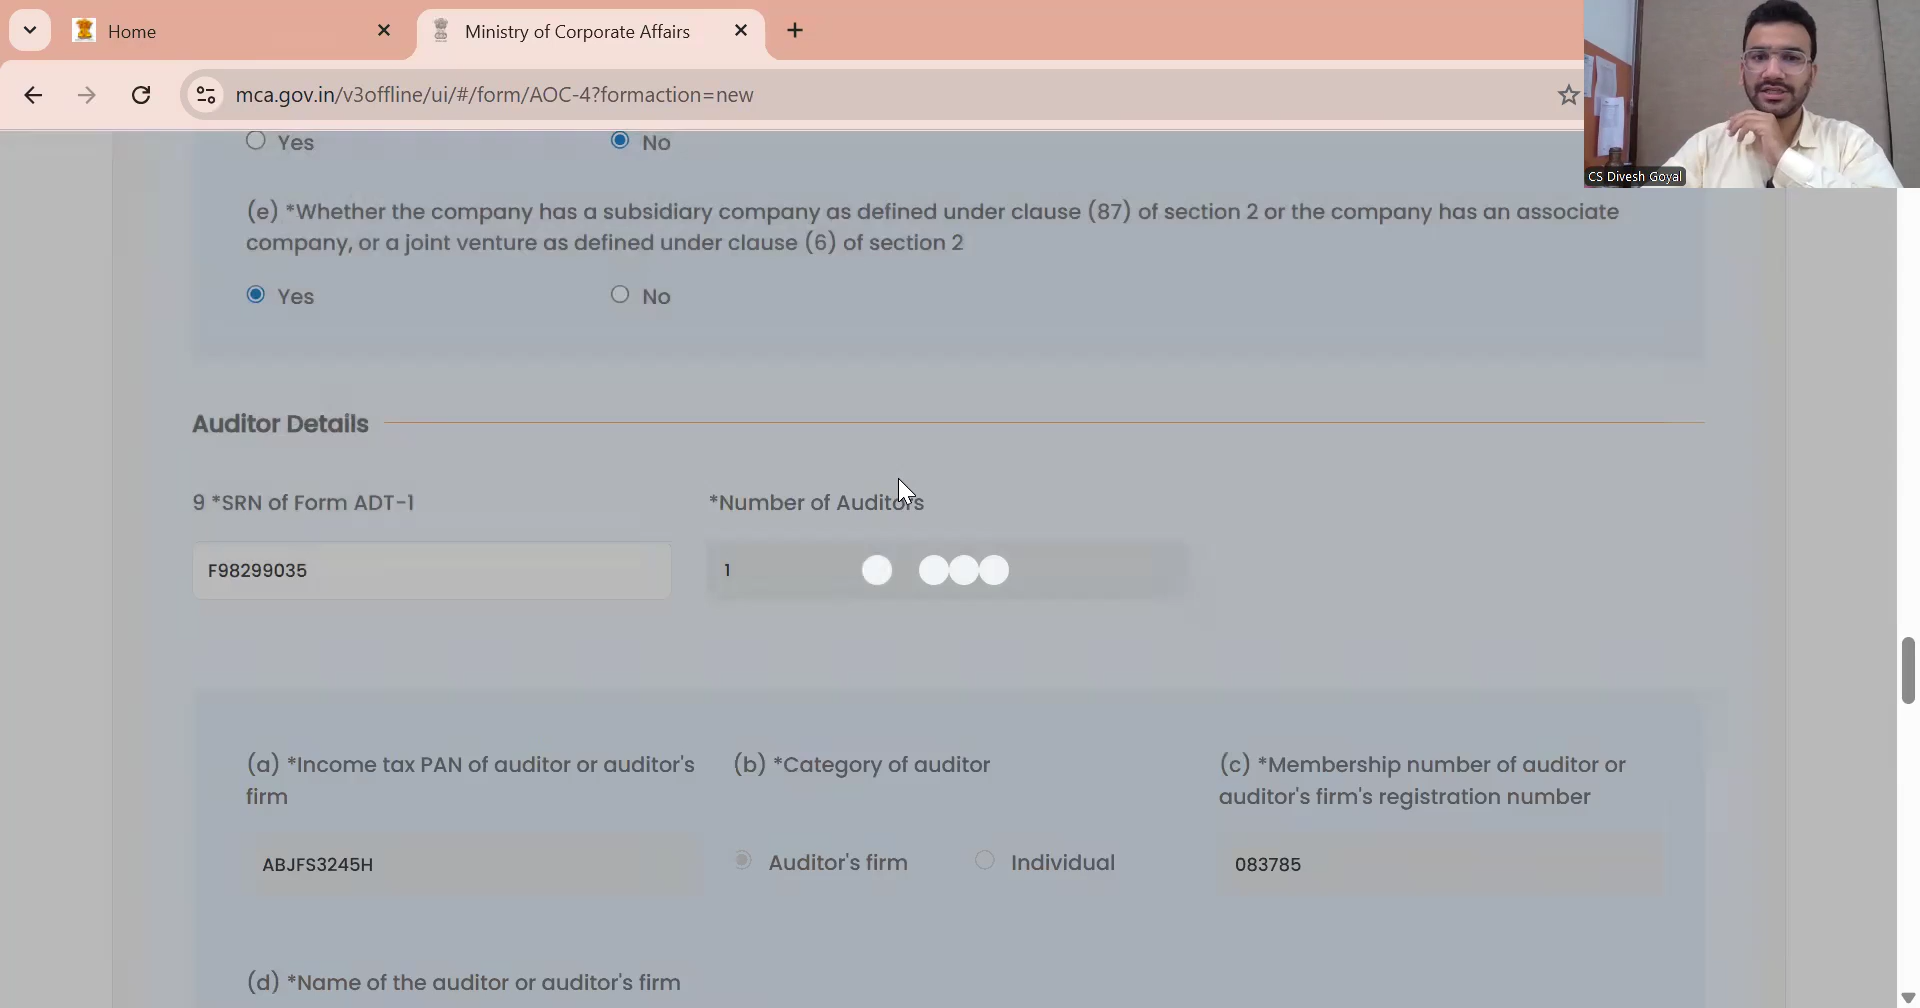 Home
Ministry of Corporate Affairs
mca.gov.in/v3offline/ui/#/form/AOC-4?formaction=new
CS Divesh Goyal
Yes
No
(e) *Whether the company has a subsidiary company as defined under clause (87) of section 2 or the company has an associate
company, or a joint venture as defined under clause (6) of section 2
Yes
No
Auditor Details
9 *SRN of Form ADT-1
*Number of Auditors
F98299035
1
(a) *Income tax PAN of auditor or auditor's
firm
(b) *Category of auditor
(c) *Membership number of auditor or
auditor's firm's registration number
ABJFS3245H
Auditor's firm
Individual
083785
(d) *Name of the auditor or auditor's firm